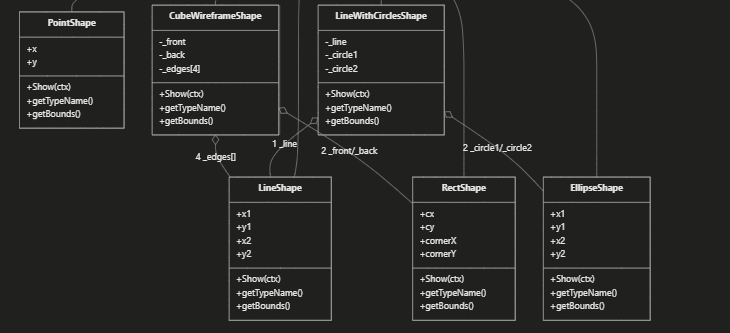 PointShape
+x
+y
+Show(ctx)
+getTypeName()
+getBounds()
CubeWireframeShape
-_front
-_back
-_edges[4]
+Show(ctx)
+getTypeName()
+getBounds()
LineWithCirclesShape
-_line
-_circle1
-_circle2
+Show(ctx)
+getTypeName()
+getBounds()
4 _edges[]
1 _line
2 _front/_back
2 _circle1/_circle2
LineShape
+x1
+y1
+x2
+y2
+Show(ctx)
+getTypeName()
+getBounds()
RectShape
+cx
+cy
+cornerX
+cornerY
+Show(ctx)
+getTypeName()
+getBounds()
EllipseShape
+x1
+y1
+x2
+y2
+Show(ctx)
+getTypeName()
+getBounds()